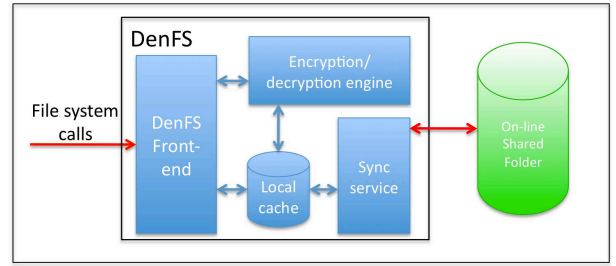 DenFS
Encryption/
decryption engine
File system
calls
DenFS
Front-
end
Local
cache
Sync
service
On-line
Shared
Folder